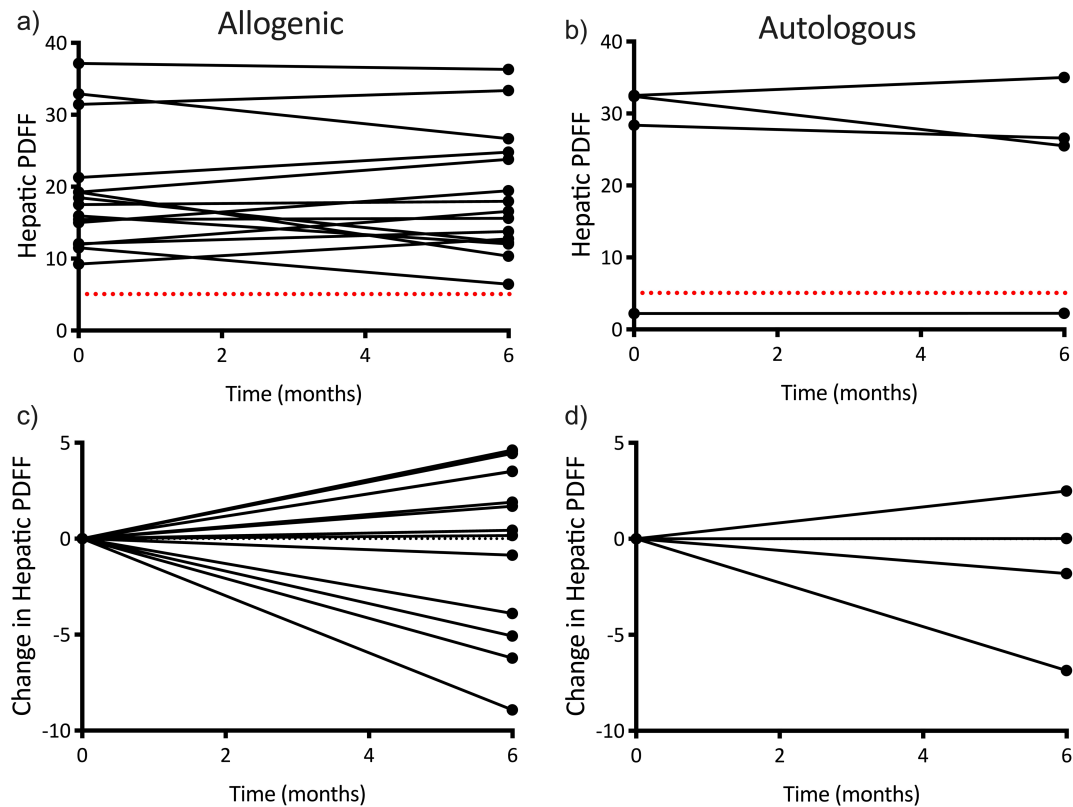 a)
Allogenic
40
30
20
10
0
Hepatic PDFF
0 2 4 6
Time (months)
b)
Autologous
40
30
20
10
0
Hepatic PDFF
0 2 4 6
Time (months)
c)
5
0
-5
-10
Change in Hepatic PDFF
0 2 4 6
Time (months)
d)
5
0
-5
-10
Change in Hepatic PDFF
0 2 4 6
Time (months)